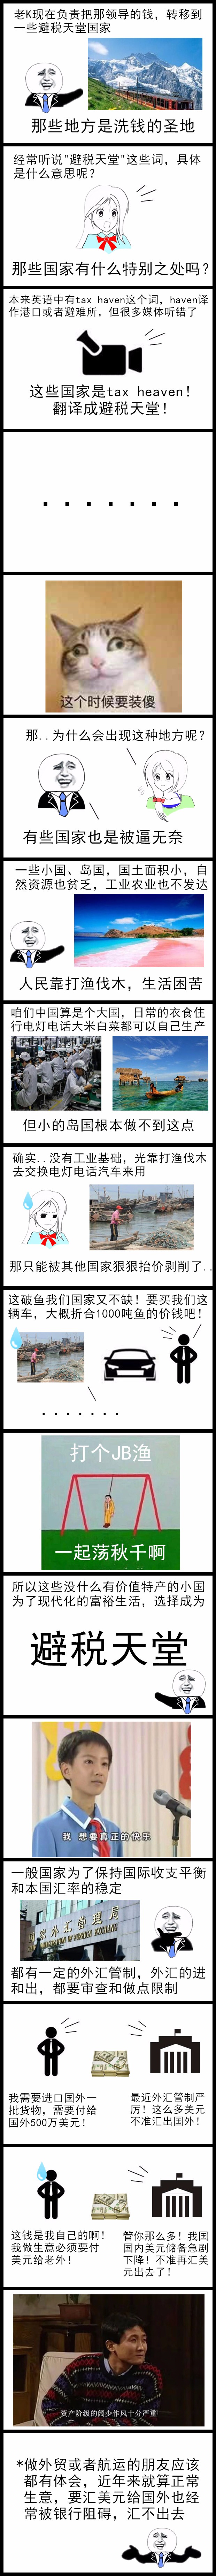 老K现在负责把那领导的钱，转移到
一些避税天堂国家
那些地方是洗钱的圣地
经常听说"避税天堂"这些词，具体
是什么意思呢？
那些国家有什么特别之处吗？
本来英语中有tax haven这个词，haven译
作港口或者避难所，但很多媒体听错了
这些国家是tax heaven！
翻译成避税天堂！
．．．．．．．
这个时候要装傻
那..为什么会出现这种地方呢？
有些国家也是被逼无奈
一些小国、岛国，国土面积小，自
然资源也贫乏，工业农业也不发达
人民靠打渔伐木，生活困苦
咱们中国算是个大国，日常的衣食住
行电灯电话大米白菜都可以自己生产
但小的岛国根本做不到这点
确实..没有工业基础，光靠打渔伐木
去交换电灯电话汽车来用
那只能被其他国家狠狠抬价剥削了..
这破鱼我们国家又不缺！要买我们这
辆车，大概折合1000吨鱼的价钱吧！
．．．．．．．
打个JB渔
一起荡秋千啊
所以这些没什么有价值特产的小国
为了现代化的富裕生活，选择成为
避税天堂
我 想要真正的快乐
一般国家为了保持国际收支平衡
和本国汇率的稳定
外汇管理局
都有一定的外汇管制，外汇的进
和出，都要审查和做点限制
我需要进口国外一
批货物，需要付给
国外500万美元！
最近外汇管制严
厉！这么多美元
不准汇出国外！
这钱是我自己的啊！
我做生意必须要付
美元给老外！
管你那么多！我国
国内美元储备急剧
下降！不准再汇美
元出去了！
资产阶级的阔少作风十分严重
*做外贸或者航运的朋友应该
都有体会，近年来就算正常
生意，要汇美元给国外也经
常被银行阻碍，汇不出去